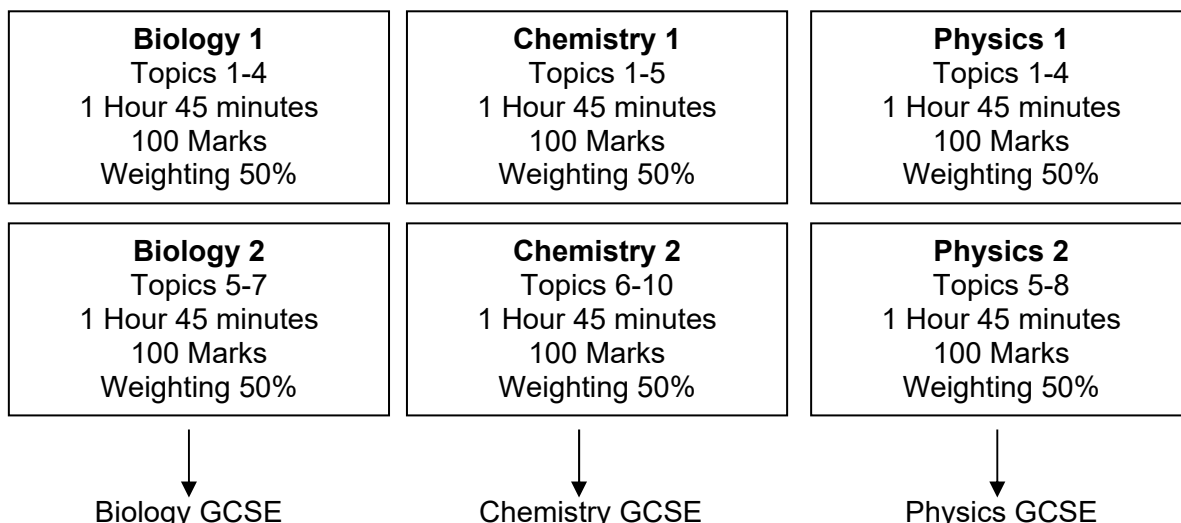 Biology 1
Topics 1-4
1 Hour 45 minutes
100 Marks
Weighting 50%
Chemistry 1
Topics 1-5
1 Hour 45 minutes
100 Marks
Weighting 50%
Physics 1
Topics 1-4
1 Hour 45 minutes
100 Marks
Weighting 50%
Biology 2
Topics 5-7
1 Hour 45 minutes
100 Marks
Weighting 50%
Chemistry 2
Topics 6-10
1 Hour 45 minutes
100 Marks
Weighting 50%
Physics 2
Topics 5-8
1 Hour 45 minutes
100 Marks
Weighting 50%
Biology GCSE
Chemistry GCSE
Physics GCSE